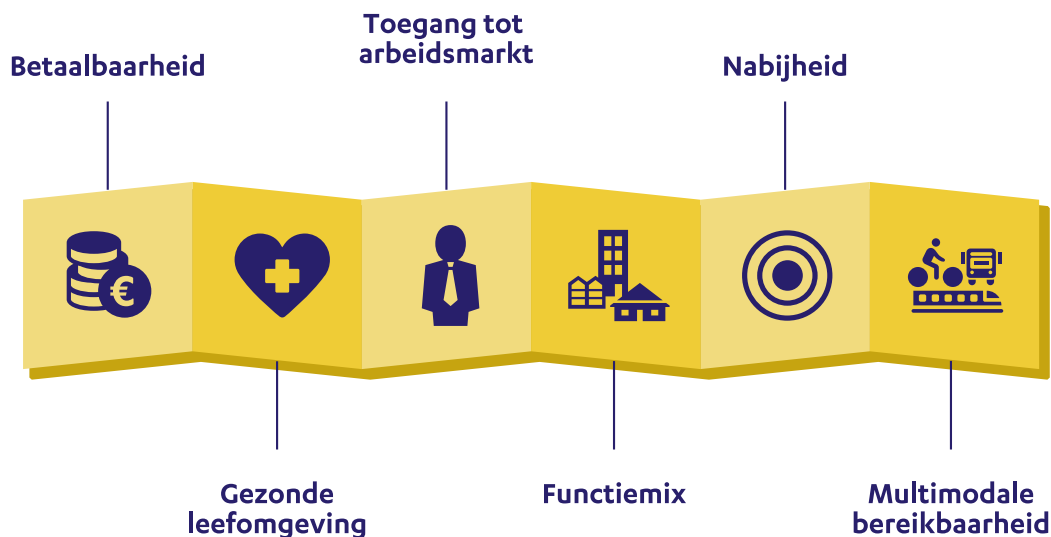 Betaalbaarheid
Toegang tot
arbeidsmarkt
Nabijheid
€
Gezonde
leefomgeving
Functiemix
Multimodale
bereikbaarheid